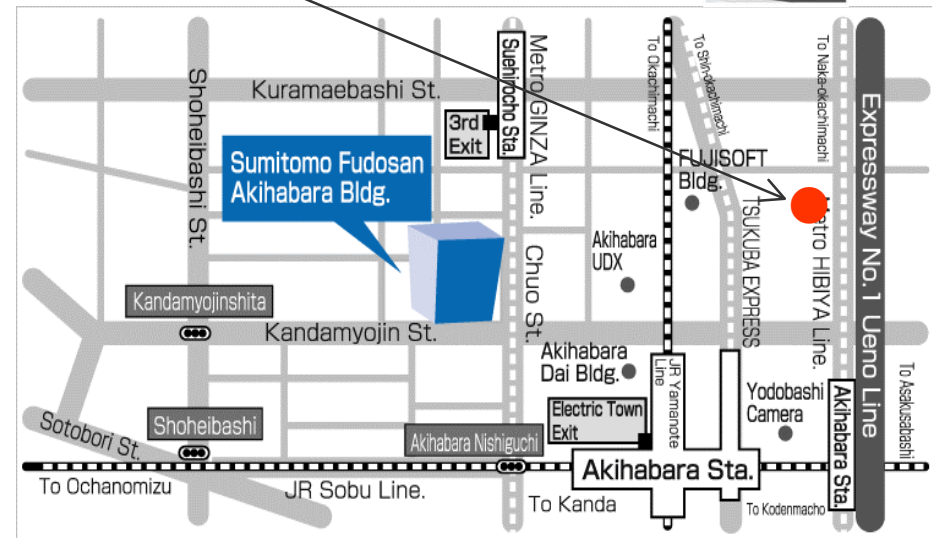 Kuramaebashi St.
Shoheibashi St.
3rd
Exit
Suehirocho Sta.
Metro GINZA Line.
To Okachimachi
To Shin-okachimachi
To Naka-okachimachi
Expressway No.1 Ueno Line
Sumitomo Fudosan
Akihabara Bldg.
FUJISOFT
Bldg.
TSUKUBA EXPRESS
Metro HIBIYA Line.
Akihabara
UDX
Chuo St.
Kandamyojinshita
Kandamyojin St.
Akihabara
Dai Bldg.
JR Yamanote
Line
Yodobashi
Camera
To Asakusabashi
Electric Town
Exit
Akihabara Sta.
Sotobori St.
Shoheibashi
Akihabara Nishiguchi
Akihabara Sta.
To Ochanomizu
JR Sobu Line.
To Kanda
To Kodenmacho